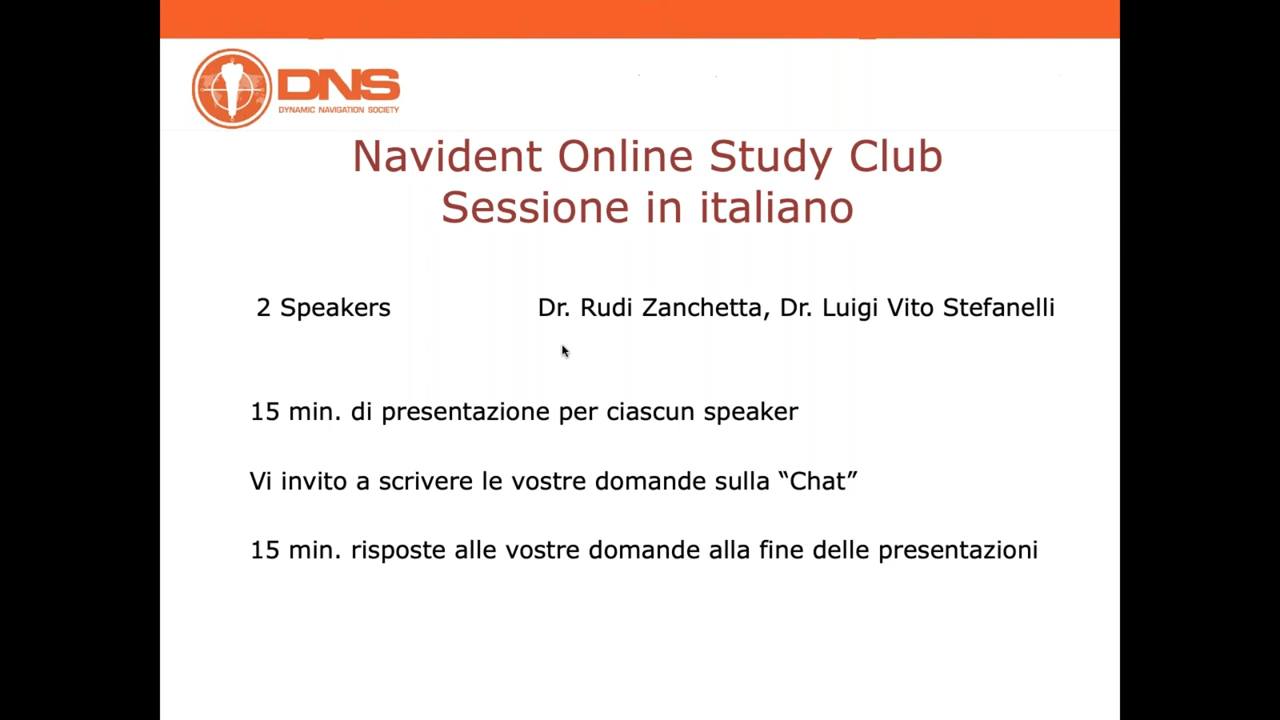 DNS
DYNAMIC NAVIGATION SOCIETY
Navident Online Study Club
Sessione in italiano
2 Speakers
Dr. Rudi Zanchetta, Dr. Luigi Vito Stefanelli
15 min. di presentazione per ciascun speaker
Vi invito a scrivere le vostre domande sulla “Chat”
15 min. risposte alle vostre domande alla fine delle presentazioni